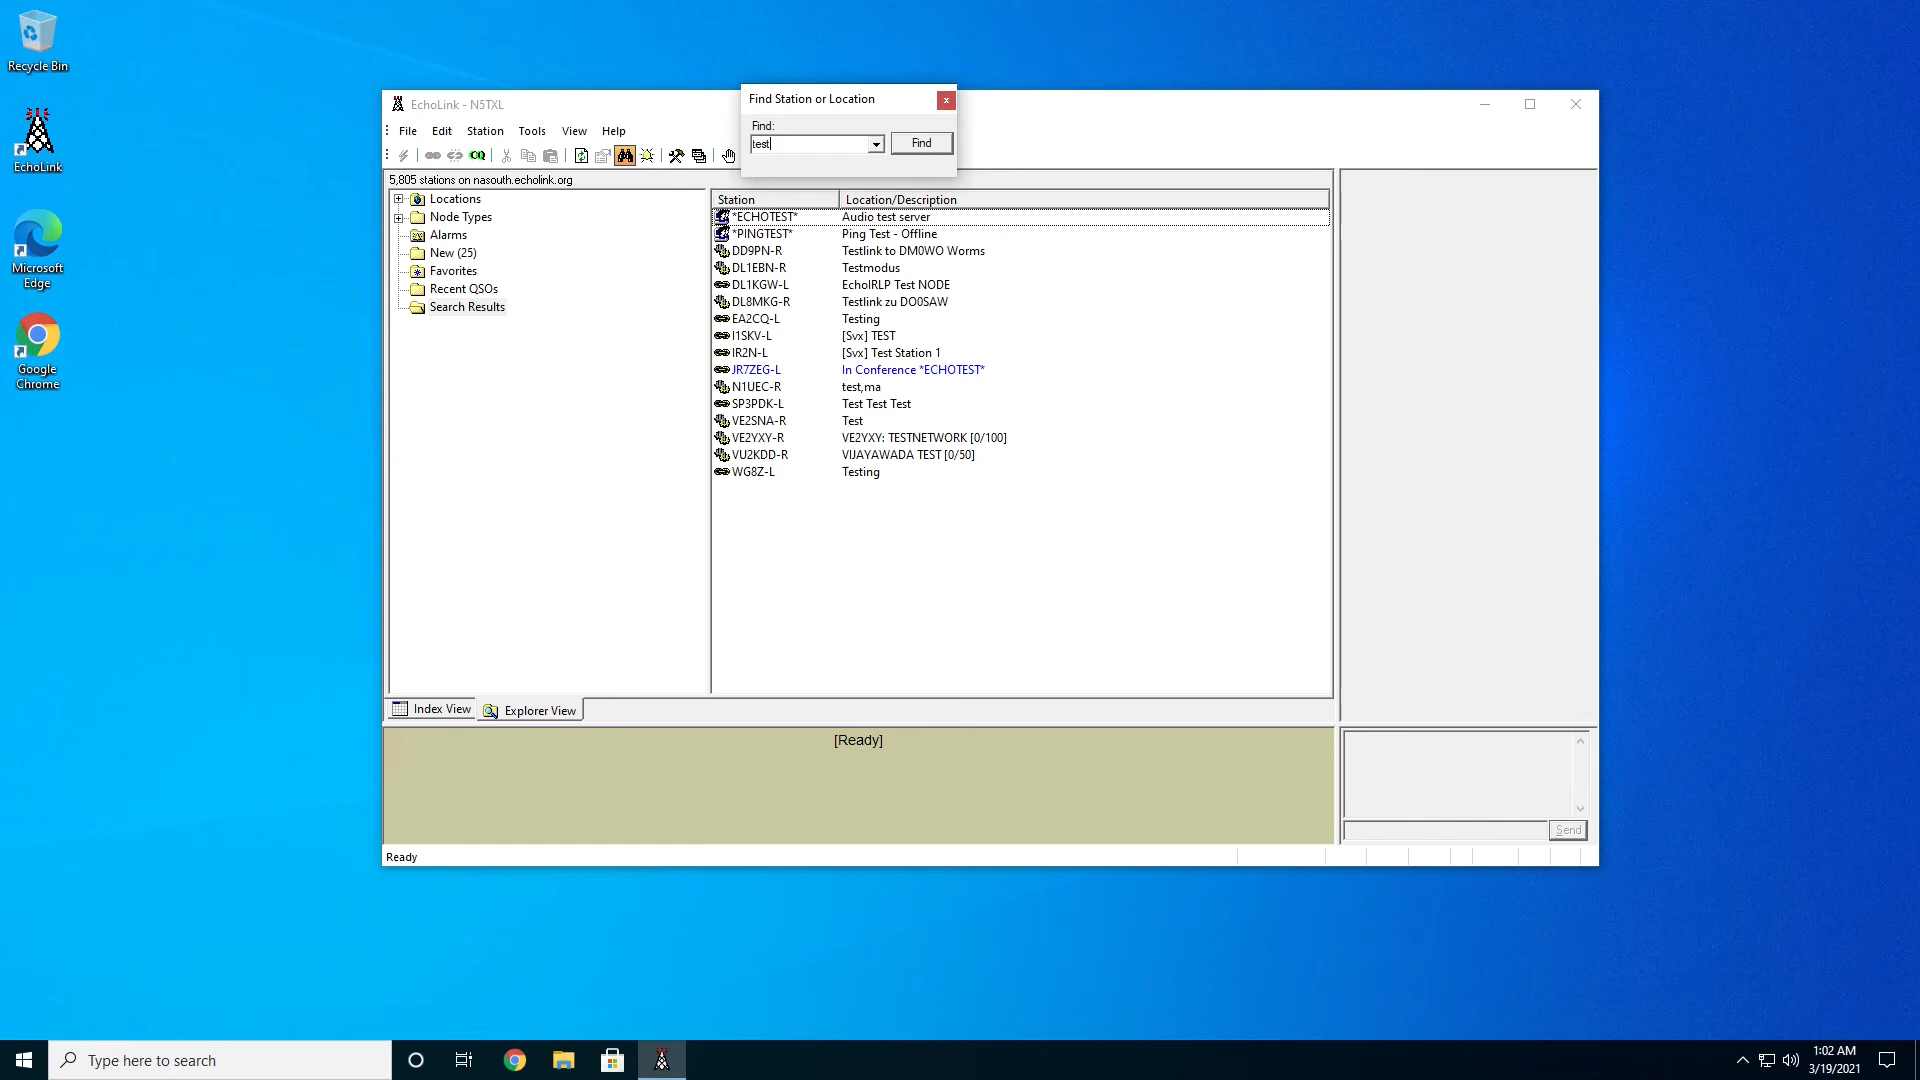 Recycle Bin
EchoLink
Microsoft
Edge
Google
Chrome
EchoLink - N5TXL
File Edit Station Tools View Help
CQ
Find Station or Location
x
Find:
test
Find
5,805 stations on nasouth.echolink.org
Locations
Node Types
Alarms
New (25)
Favorites
Recent QSOs
Search Results
Station Location/Description
*ECHOTEST* Audio test server
*PINGTEST* Ping Test - Offline
DD9PN-R Testlink to DM0WO Worms
DL1EBN-R Testmodus
DL1KGW-L EchoIRLP Test NODE
DL8MKG-R Testlink zu DO0SAW
EA2CQ-L Testing
I1SKV-L [Svx] TEST
IR2N-L [Svx] Test Station 1
JR7ZEG-L In Conference *ECHOTEST*
N1UEC-R test,ma
SP3PDK-L Test Test Test
VE2SNA-R Test
VE2YXY-R VE2YXY: TESTNETWORK [0/100]
VU2KDD-R VIJAYAWADA TEST [0/50]
WG8Z-L Testing
Index View Explorer View
[Ready]
Send
Ready
Type here to search
1:02 AM
3/19/2021